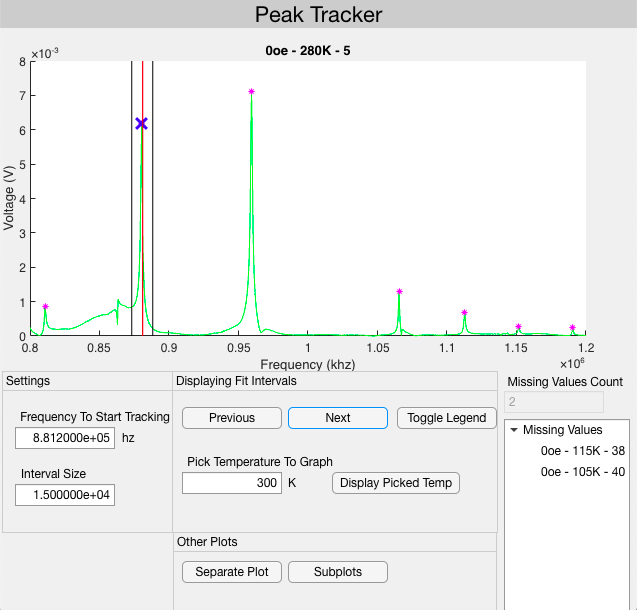 Peak Tracker
0oe - 280K - 5
×10⁻³
8
7
6
5
4
3
2
1
0
Voltage (V)
0.8 0.85 0.9 0.95 1 1.05 1.1 1.15 1.2
Frequency (khz)
×10⁶
Settings
Frequency To Start Tracking
8.812000e+05 hz
Interval Size
1.500000e+04
Displaying Fit Intervals
Previous Next Toggle Legend
Pick Temperature To Graph
300 K Display Picked Temp
Other Plots
Separate Plot Subplots
Missing Values Count
2
Missing Values
0oe - 115K - 38
0oe - 105K - 40